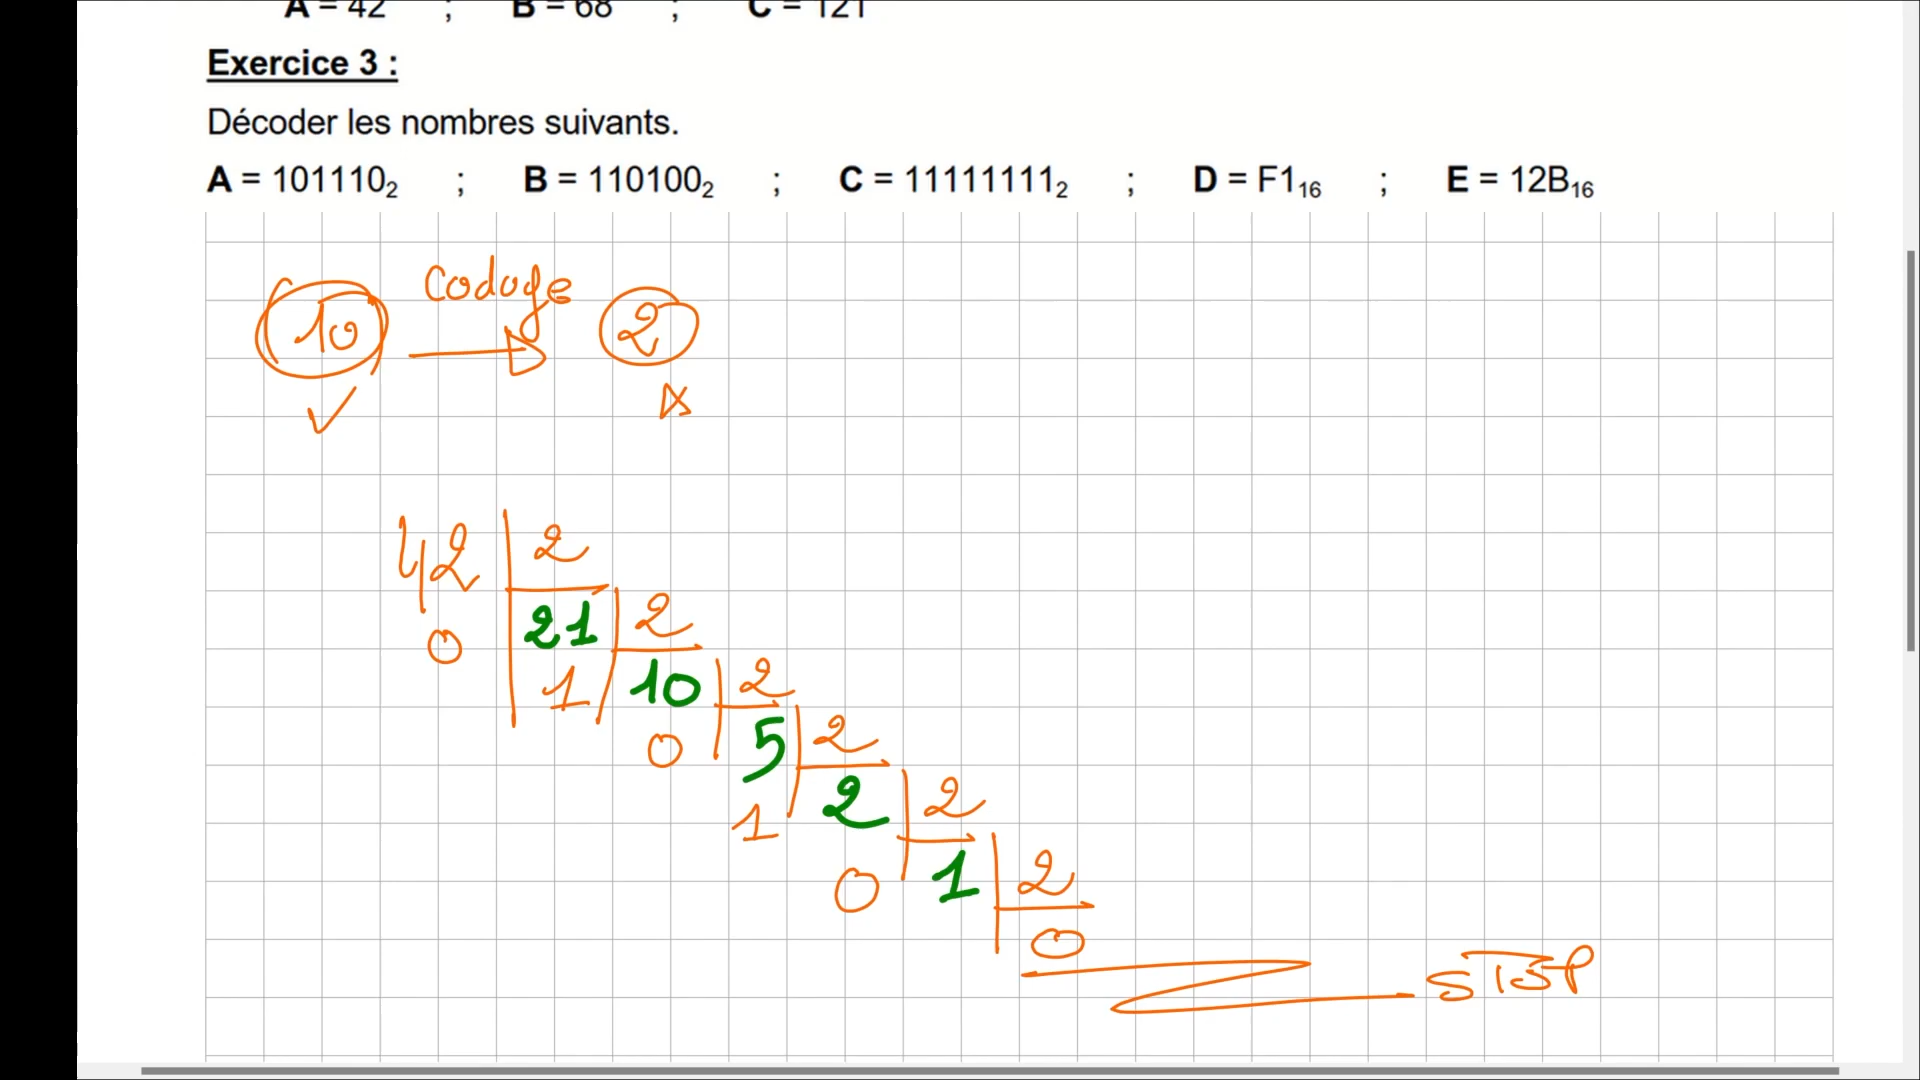 A = 42 ; B = 68 ; C = 121
Exercice 3 :
Décoder les nombres suivants.
A = 101110₂ ; B = 110100₂ ; C = 11111111₂ ; D = F1₁₆ ; E = 12B₁₆
10 Codage 2
42 2
21 2
0
1 10 2
0 5 2
1 2 2
0 1 2
0
STOP